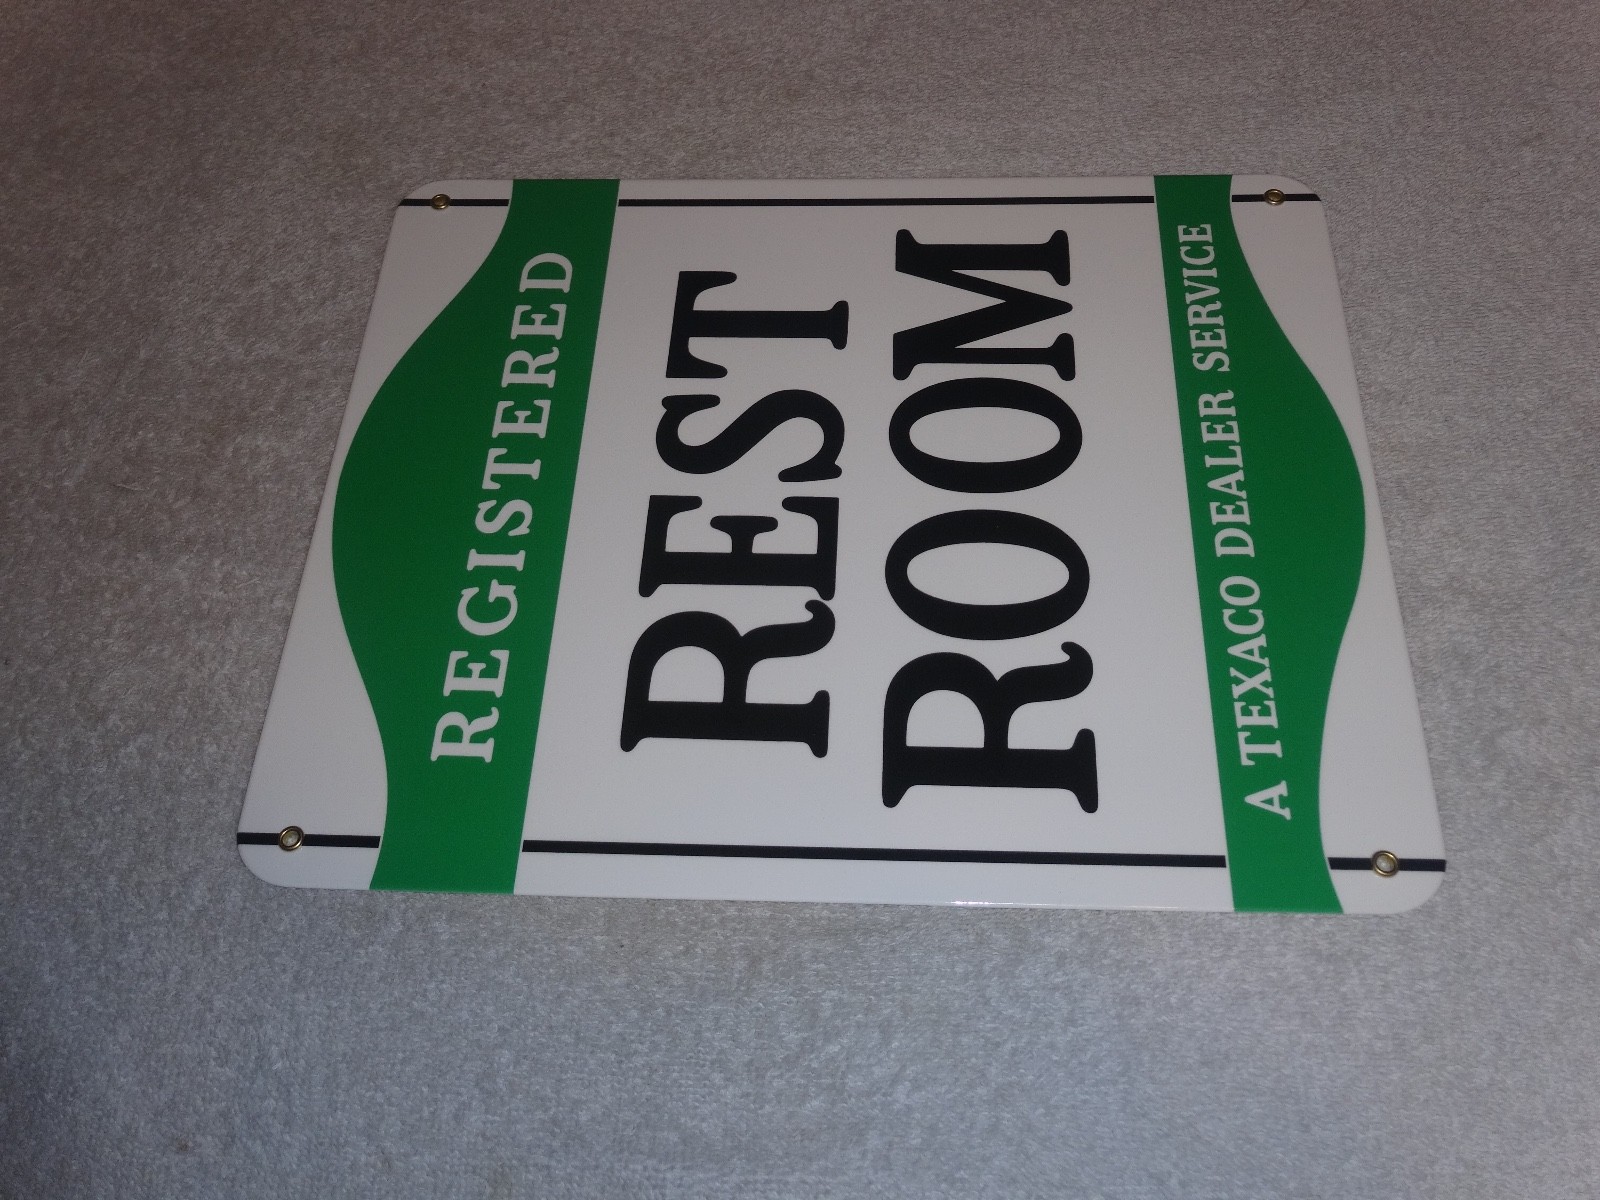 REGISTERED
REST
ROOM
A TEXACO DEALER SERVICE